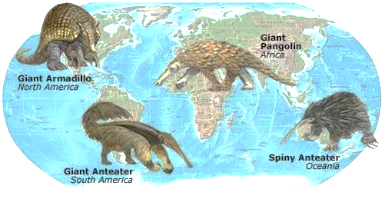 Giant
Pangolin
Africa
Giant Armadillo
North America
Giant Anteater
South America
Spiny Anteater
Oceania